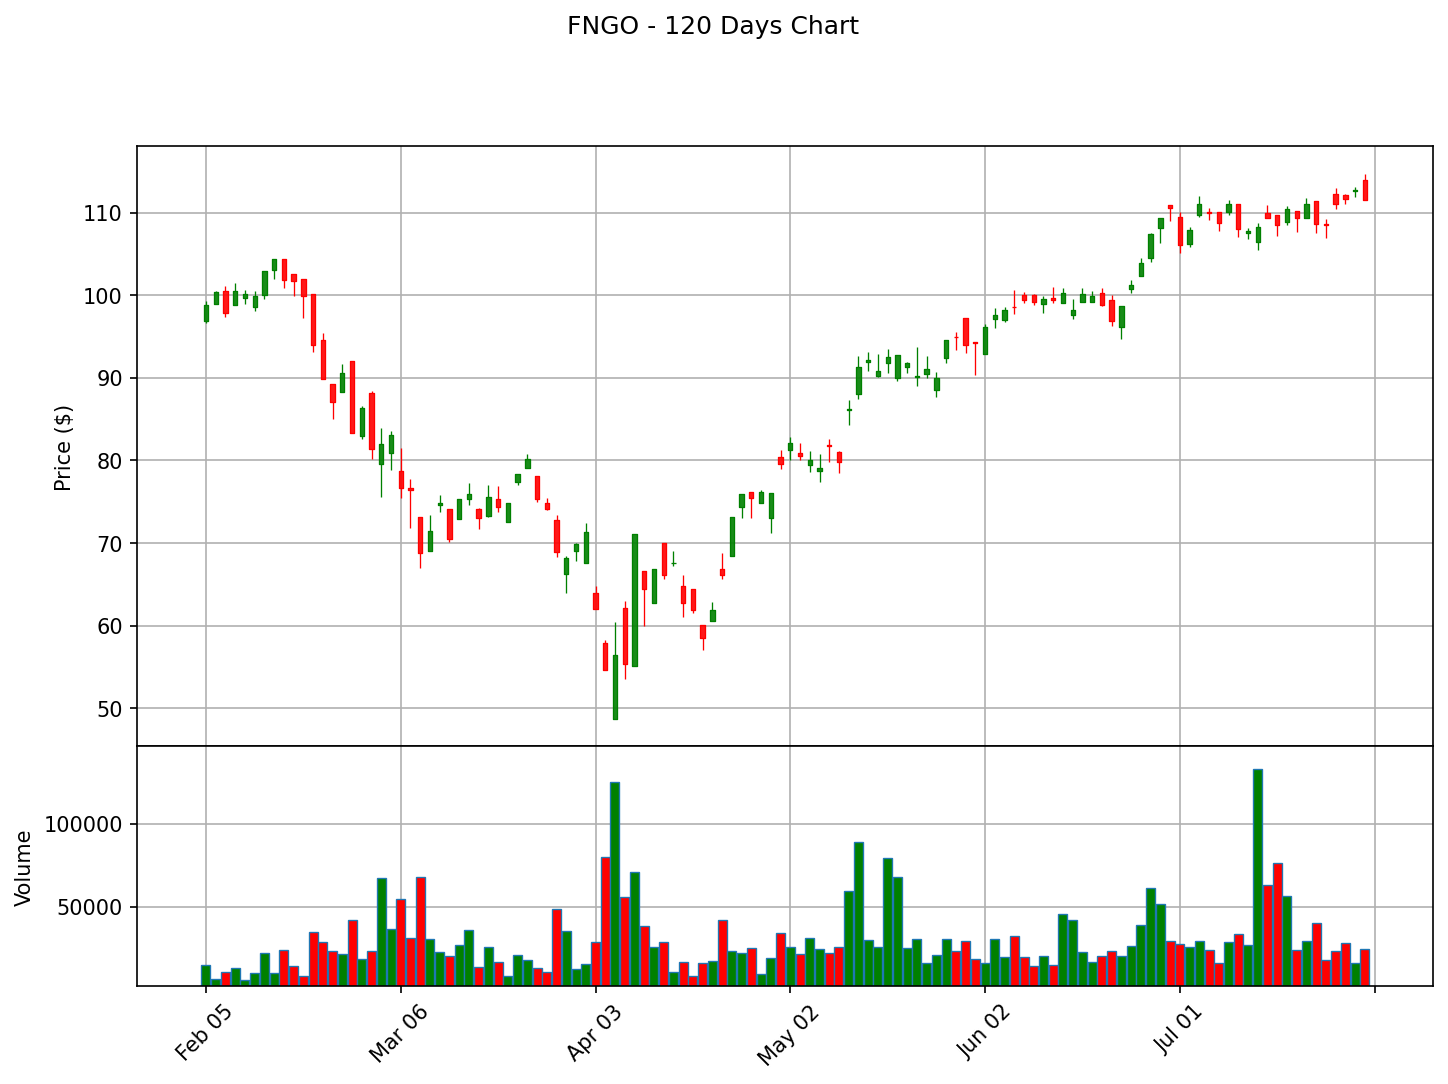 FNGO - 120 Days Chart
Price ($)
110
100
90
80
70
60
50
Volume
100000
50000
Feb 05
Mar 06
Apr 03
May 02
Jun 02
Jul 01